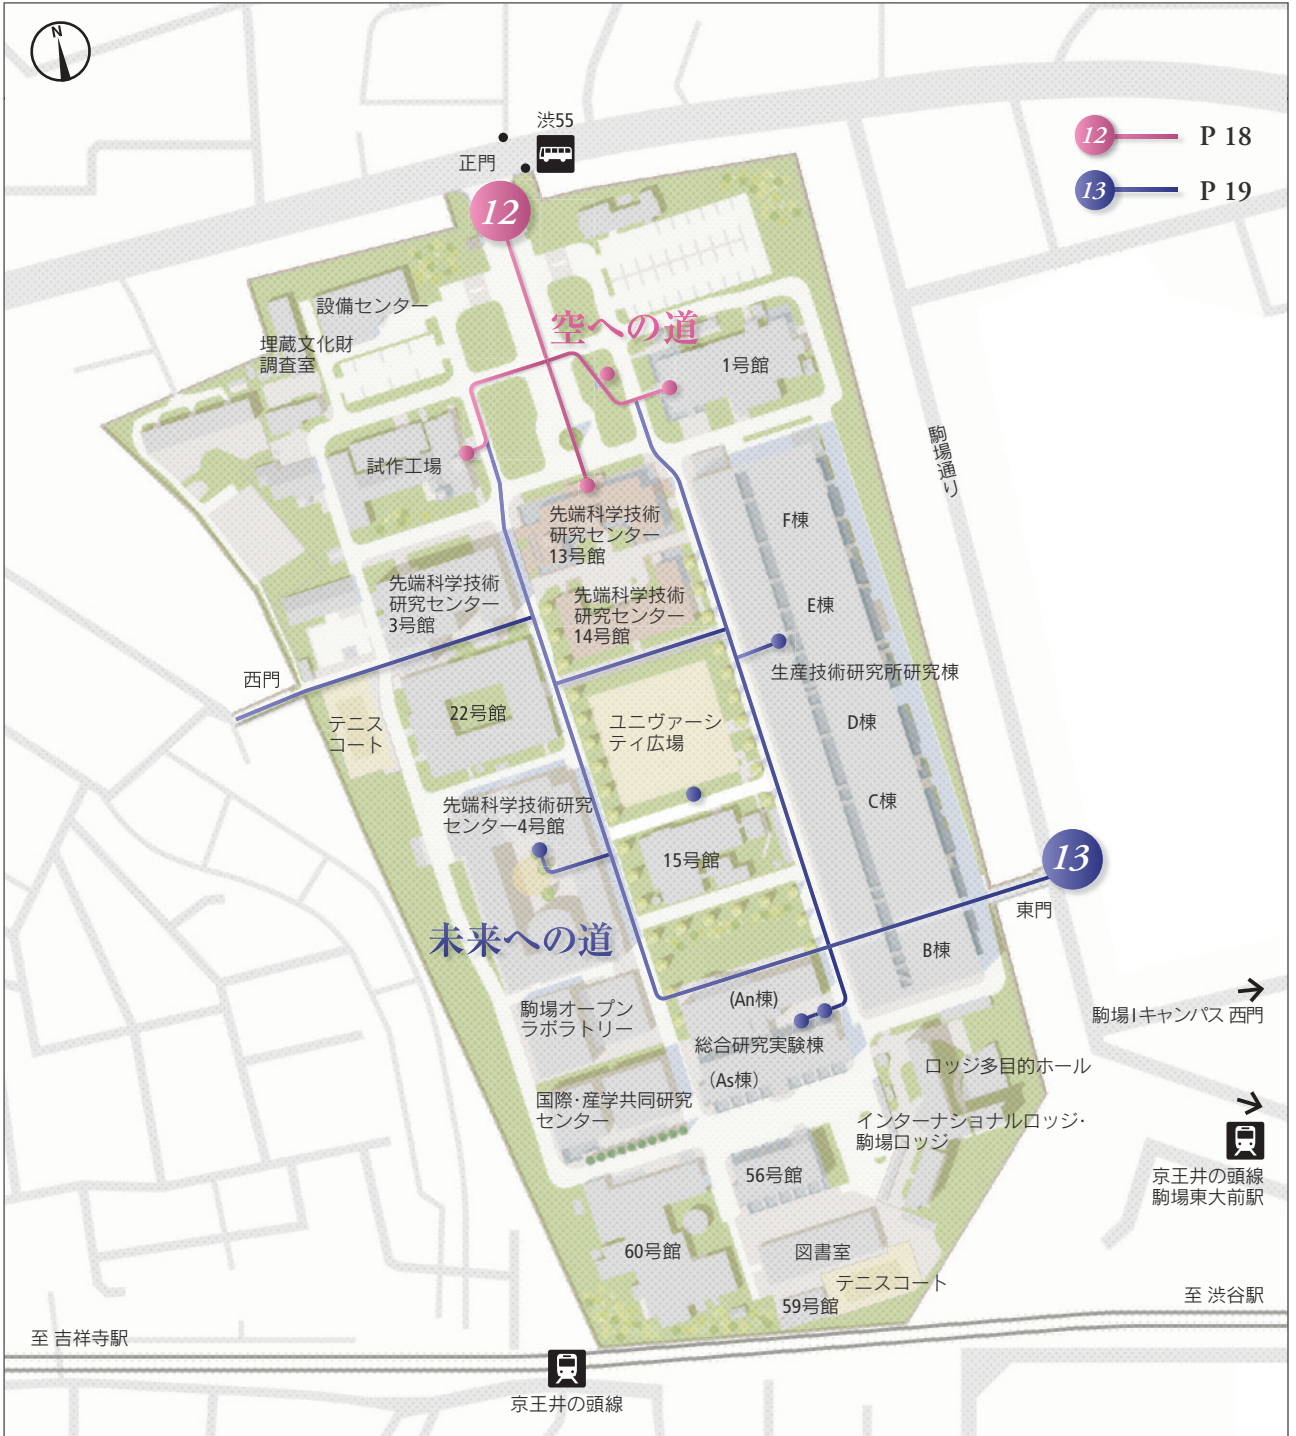 N
渋55
正門
12
P 18
13
P 19
12
設備センター
空への道
埋蔵文化財
調査室
1号館
駒場通り
試作工場
先端科学技術
研究センター
13号館
F棟
先端科学技術
研究センター
3号館
先端科学技術
研究センター
14号館
E棟
西門
生産技術研究所研究棟
テニス
コート
22号館
ユニヴァーシ
ティ広場
D棟
先端科学技術研究
センター4号館
C棟
15号館
13
東門
未来への道
B棟
駒場オープン
ラボラトリー
(An棟)
総合研究実験棟
(As棟)
駒場Iキャンパス 西門
ロッジ多目的ホール
国際・産学共同研究
センター
インターナショナルロッジ・
駒場ロッジ
56号館
京王井の頭線
駒場東大前駅
60号館
図書室
テニスコート
59号館
至 渋谷駅
至 吉祥寺駅
京王井の頭線